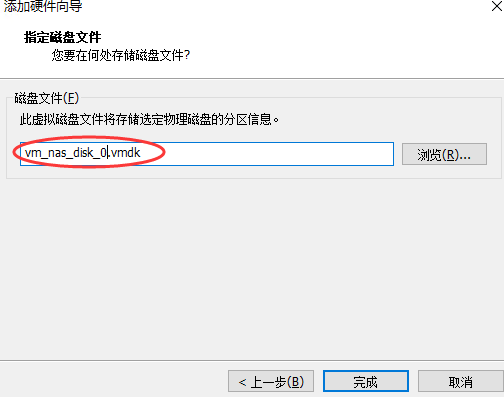 添加硬件向导
指定磁盘文件
您要在何处存储磁盘文件?
磁盘文件(F)
此虚拟磁盘文件将存储选定物理磁盘的分区信息。
vm_nas_disk_0.vmdk
浏览(R)...
< 上一步(B)
完成
取消